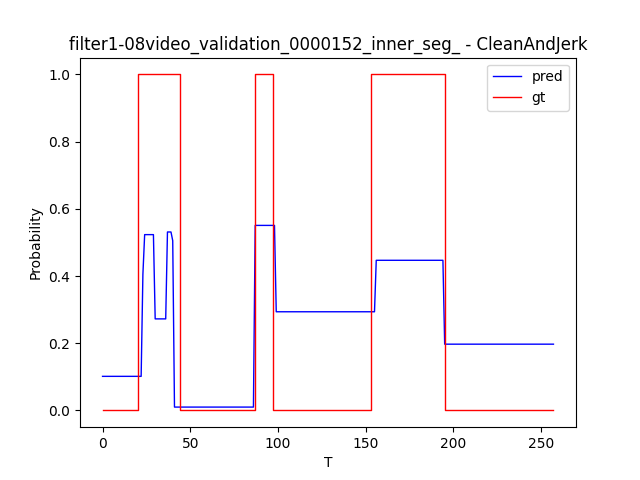 filter1-08video_validation_0000152_inner_seg_ - CleanAndJerk
pred
gt
1.0
0.8
0.6
0.4
0.2
0.0
Probability
0
50
100
150
200
250
T